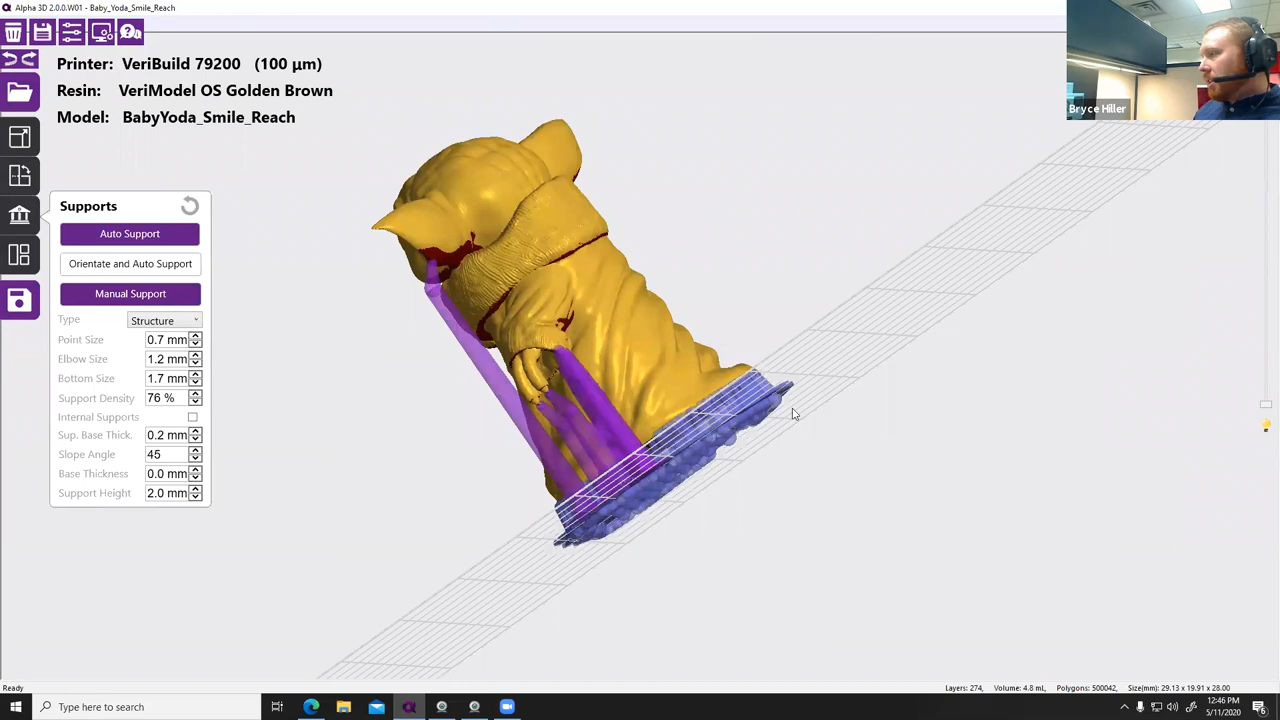 Alpha 3D 2.0.0.W01 - Baby_Yoda_Smile_Reach
Printer: VeriBuild 79200 (100 µm)
Resin: VeriModel OS Golden Brown
Model: BabyYoda_Smile_Reach
Bryce Hiller
Supports
Auto Support
Orientate and Auto Support
Manual Support
Type Structure
Point Size 0.7 mm
Elbow Size 1.2 mm
Bottom Size 1.7 mm
Support Density 76 %
Internal Supports
Sup. Base Thick. 0.2 mm
Slope Angle 45
Base Thickness 0.0 mm
Support Height 2.0 mm
Ready
Layers: 274, Volume: 4.8 mL, Polygons: 500042, Size(mm): 29.13 x 19.91 x 28.00
Type here to search
12:46 PM
5/11/2020
6